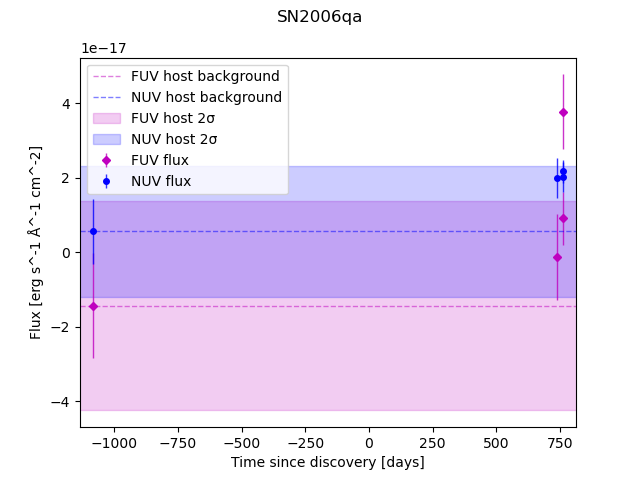 SN2006qa
1e−17
FUV host background
NUV host background
FUV host 2σ
NUV host 2σ
FUV flux
NUV flux
4
2
0
−2
−4
Flux [erg s^-1 Å^-1 cm^-2]
−1000 −750 −500 −250 0 250 500 750
Time since discovery [days]